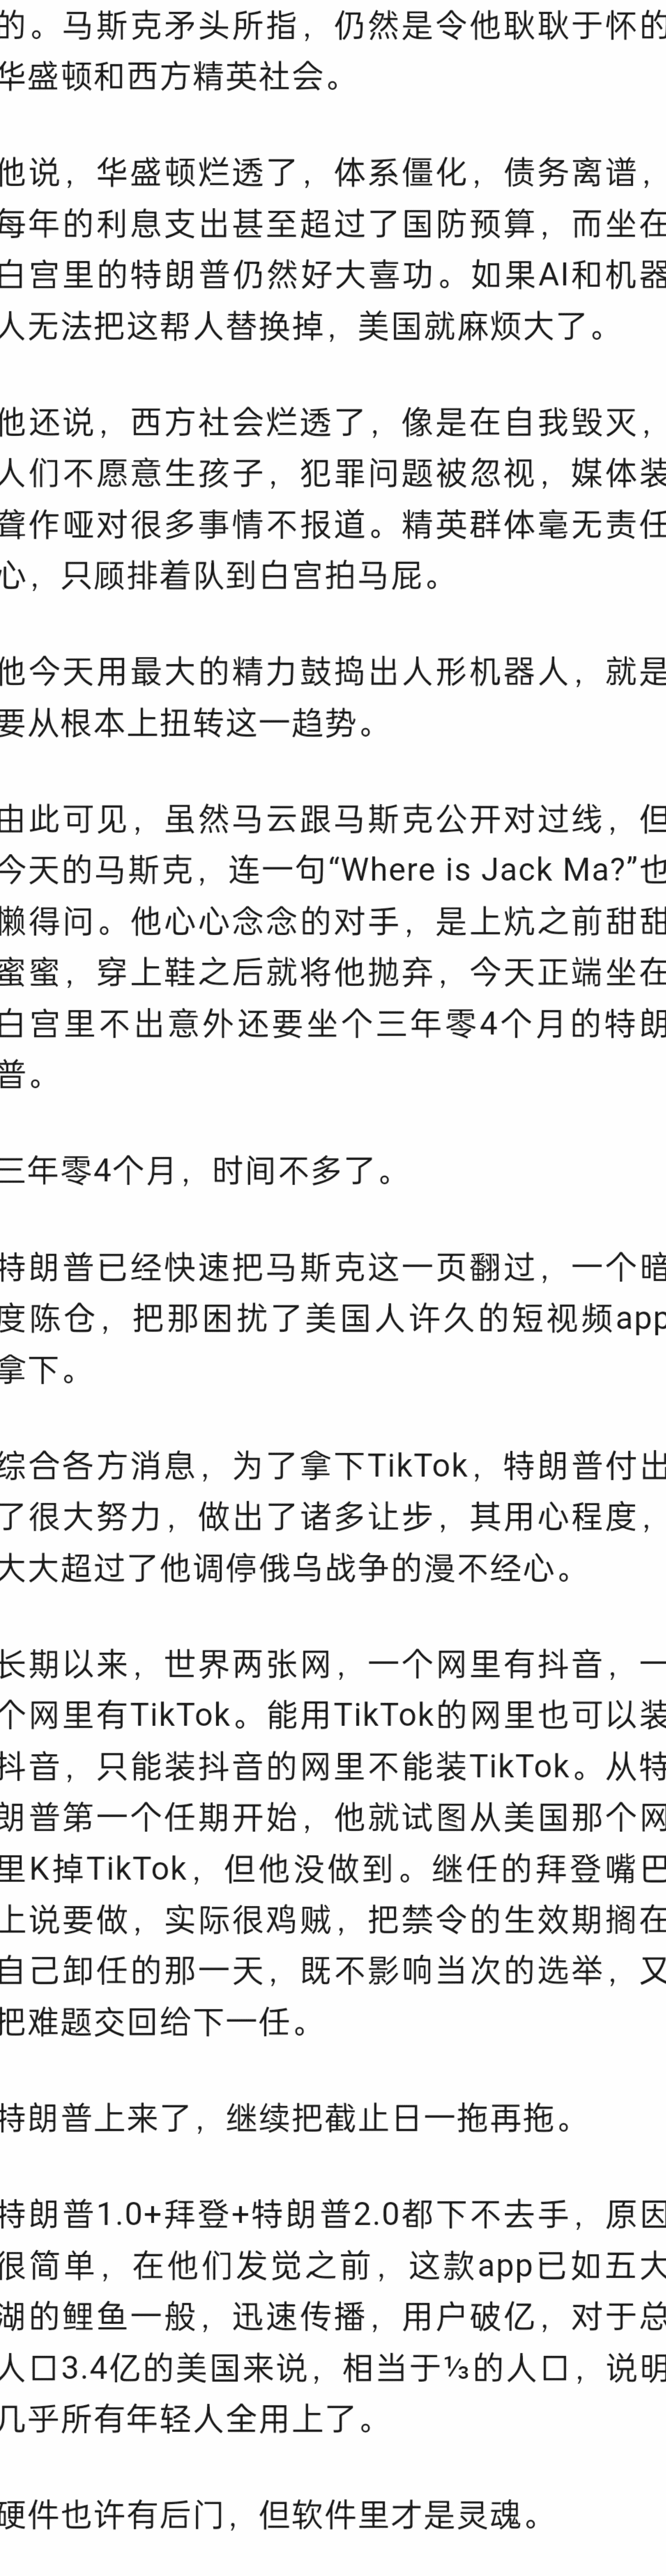 的。马斯克矛头所指，仍然是令他耿耿于怀的
华盛顿和西方精英社会。
他说，华盛顿烂透了，体系僵化，债务离谱，
每年的利息支出甚至超过了国防预算，而坐在
白宫里的特朗普仍然好大喜功。如果AI和机器
人无法把这帮人替换掉，美国就麻烦大了。
他还说，西方社会烂透了，像是在自我毁灭，
人们不愿意生孩子，犯罪问题被忽视，媒体装
聋作哑对很多事情不报道。精英群体毫无责任
心，只顾排着队到白宫拍马屁。
他今天用最大的精力鼓捣出人形机器人，就是
要从根本上扭转这一趋势。
由此可见，虽然马云跟马斯克公开对过线，但
今天的马斯克，连一句“Where is Jack Ma?”也
懒得问。他心心念念的对手，是上炕之前甜甜
蜜蜜，穿上鞋之后就将他抛弃，今天正端坐在
白宫里不出意外还要坐个三年零4个月的特朗
普。
三年零4个月，时间不多了。
特朗普已经快速把马斯克这一页翻过，一个暗
度陈仓，把那困扰了美国人许久的短视频app
拿下。
综合各方消息，为了拿下TikTok，特朗普付出
了很大努力，做出了诸多让步，其用心程度，
大大超过了他调停俄乌战争的漫不经心。
长期以来，世界两张网，一个网里有抖音，一
个网里有TikTok。能用TikTok的网里也可以装
抖音，只能装抖音的网里不能装TikTok。从特
朗普第一个任期开始，他就试图从美国那个网
里K掉TikTok，但他没做到。继任的拜登嘴巴
上说要做，实际很鸡贼，把禁令的生效期搁在
自己卸任的那一天，既不影响当次的选举，又
把难题交回给下一任。
特朗普上来了，继续把截止日一拖再拖。
特朗普1.0+拜登+特朗普2.0都下不去手，原因
很简单，在他们发觉之前，这款app已如五大
湖的鲤鱼一般，迅速传播，用户破亿，对于总
人口3.4亿的美国来说，相当于⅓的人口，说明
几乎所有年轻人全用上了。
硬件也许有后门，但软件里才是灵魂。